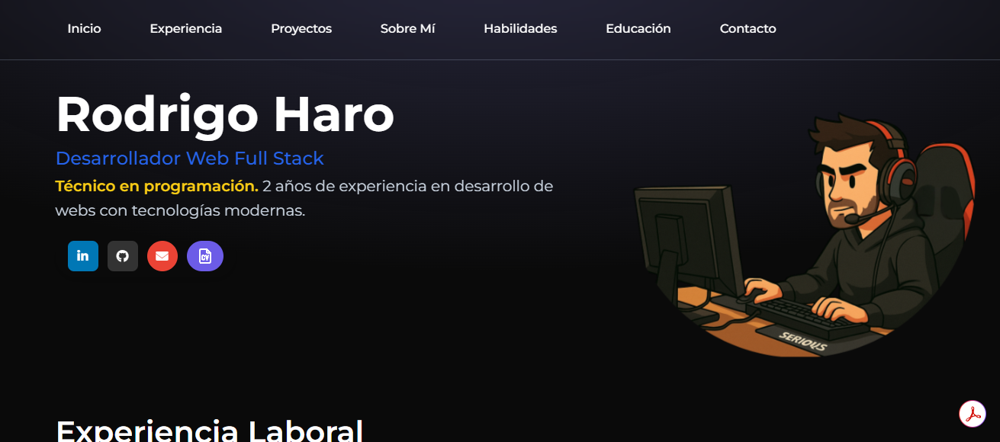 Inicio Experiencia Proyectos Sobre Mí Habilidades Educación Contacto
Rodrigo Haro
Desarrollador Web Full Stack
Técnico en programación. 2 años de experiencia en desarrollo de
webs con tecnologías modernas.
in
CV
SERIOUS
Experiencia Laboral